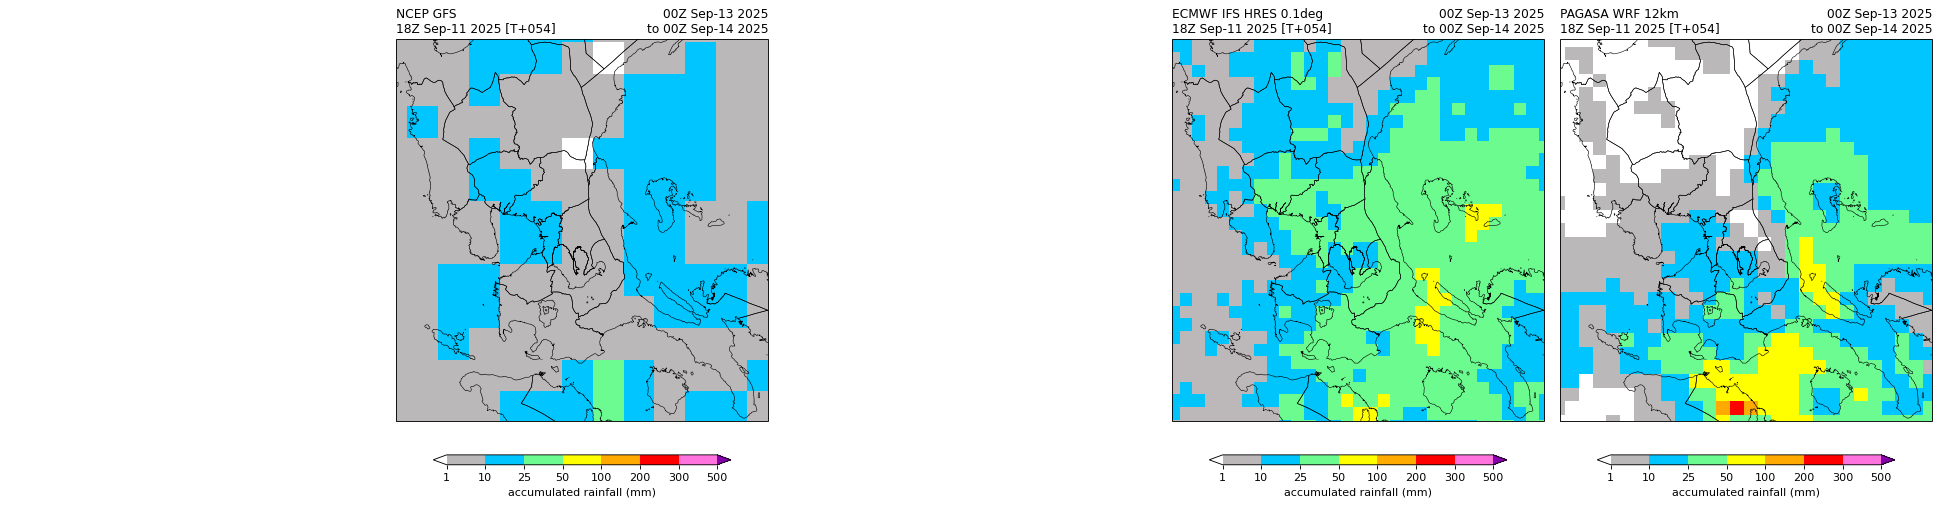 NCEP GFS 00Z Sep-13 2025
18Z Sep-11 2025 [T+054] to 00Z Sep-14 2025
1 10 25 50 100 200 300 500
accumulated rainfall (mm)
ECMWF IFS HRES 0.1deg 00Z Sep-13 2025
18Z Sep-11 2025 [T+054] to 00Z Sep-14 2025
1 10 25 50 100 200 300 500
accumulated rainfall (mm)
PAGASA WRF 12km 00Z Sep-13 2025
18Z Sep-11 2025 [T+054] to 00Z Sep-14 2025
1 10 25 50 100 200 300 500
accumulated rainfall (mm)